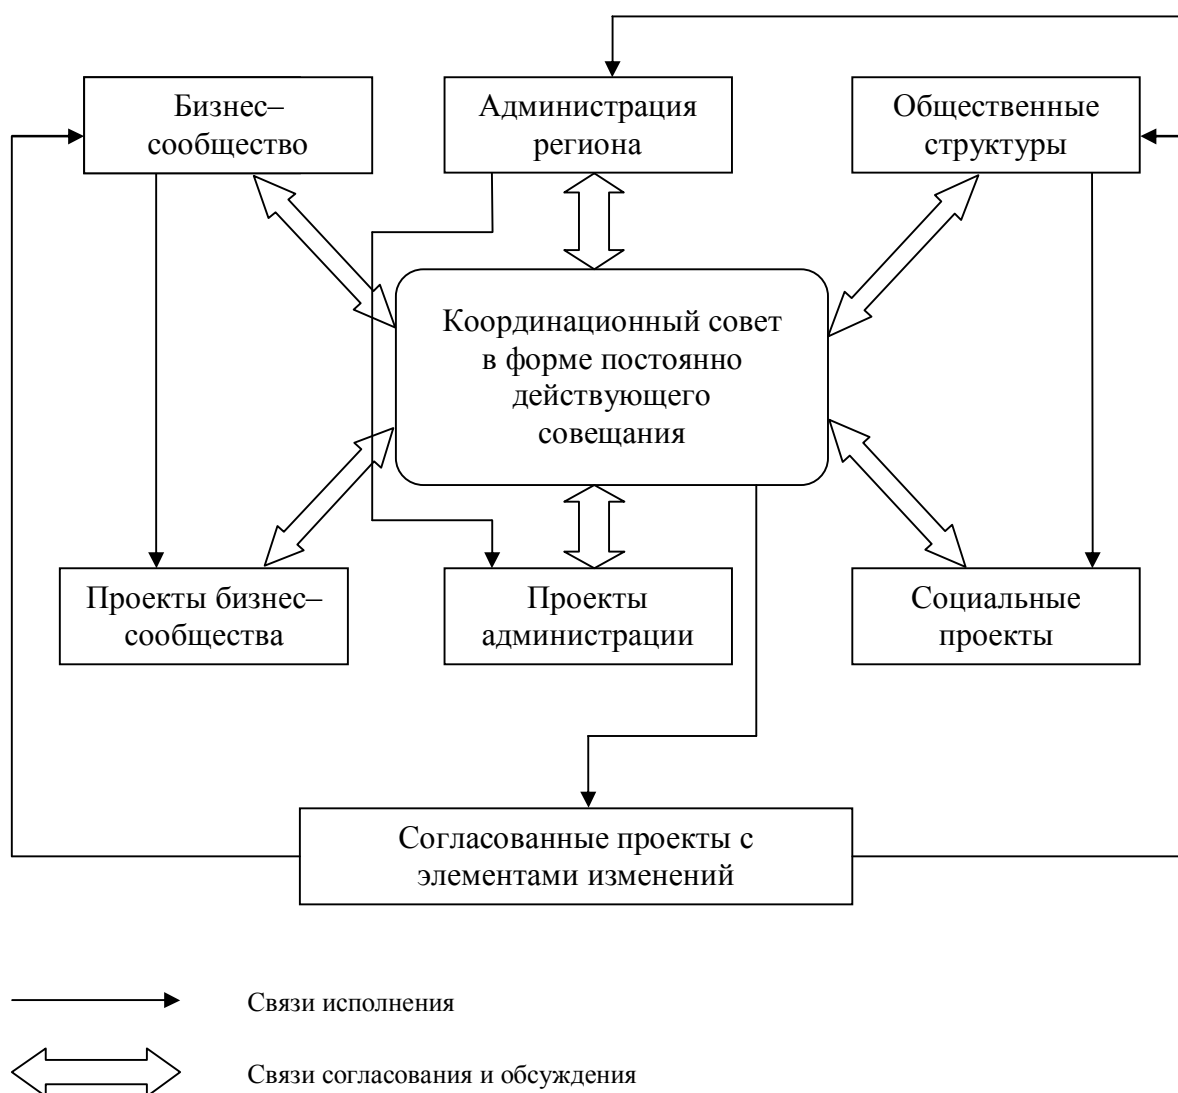 Бизнес–
сообщество
Администрация
региона
Общественные
структуры
Координационный совет
в форме постоянно
действующего
совещания
Проекты бизнес–
сообщества
Проекты
администрации
Социальные
проекты
Согласованные проекты с
элементами изменений
Связи исполнения
Связи согласования и обсуждения